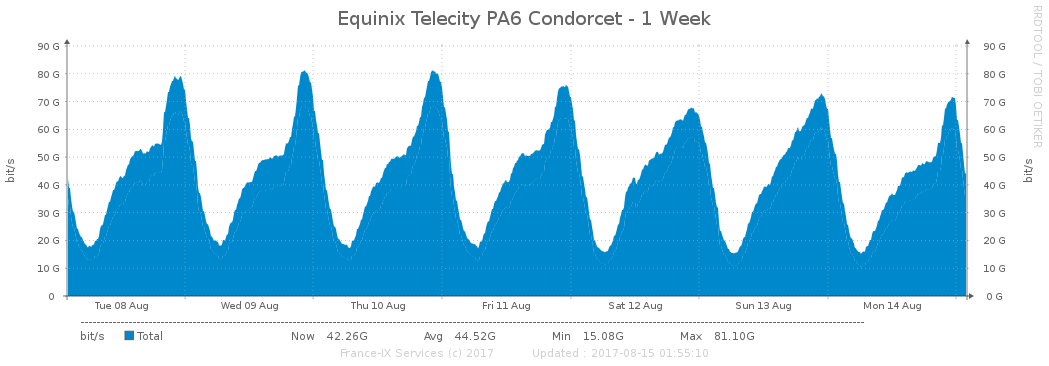 Equinix Telecity PA6 Condorcet - 1 Week
RRDTOOL / TOBI OETIKER
bit/s
90 G
80 G
70 G
60 G
50 G
40 G
30 G
20 G
10 G
0
90 G
80 G
70 G
60 G
50 G
40 G
30 G
20 G
10 G
0 G
bit/s
Tue 08 Aug Wed 09 Aug Thu 10 Aug Fri 11 Aug Sat 12 Aug Sun 13 Aug Mon 14 Aug
bit/s Total Now 42.26G Avg 44.52G Min 15.08G Max 81.10G
France-IX Services (c) 2017 Updated : 2017-08-15 01:55:10